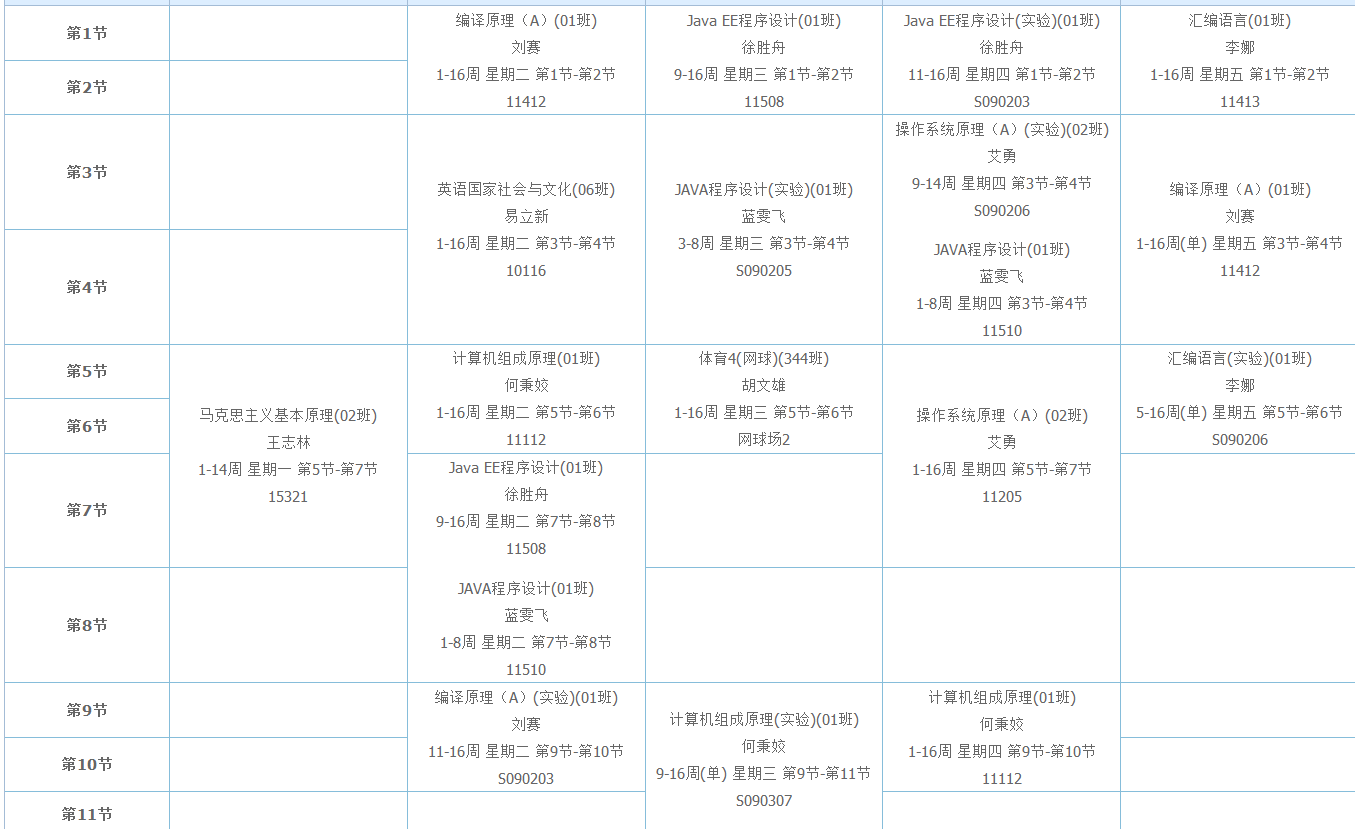 第1节
编译原理（A）(01班)
刘赛
1-16周 星期二 第1节-第2节
11412
Java EE程序设计(01班)
徐胜舟
9-16周 星期三 第1节-第2节
11508
Java EE程序设计(实验)(01班)
徐胜舟
11-16周 星期四 第1节-第2节
S090203
汇编语言(01班)
李娜
1-16周 星期五 第1节-第2节
11413
第2节
第3节
英语国家社会与文化(06班)
易立新
1-16周 星期二 第3节-第4节
10116
JAVA程序设计(实验)(01班)
蓝雯飞
3-8周 星期三 第3节-第4节
S090205
操作系统原理（A）(实验)(02班)
艾勇
9-14周 星期四 第3节-第4节
S090206
JAVA程序设计(01班)
蓝雯飞
1-8周 星期四 第3节-第4节
11510
编译原理（A）(01班)
刘赛
1-16周(单) 星期五 第3节-第4节
11412
第4节
第5节
马克思主义基本原理(02班)
王志林
1-14周 星期一 第5节-第7节
15321
计算机组成原理(01班)
何秉姣
1-16周 星期二 第5节-第6节
11112
体育4(网球)(344班)
胡文雄
1-16周 星期三 第5节-第6节
网球场2
操作系统原理（A）(02班)
艾勇
1-16周 星期四 第5节-第7节
11205
汇编语言(实验)(01班)
李娜
5-16周(单) 星期五 第5节-第6节
S090206
第6节
第7节
Java EE程序设计(01班)
徐胜舟
9-16周 星期二 第7节-第8节
11508
JAVA程序设计(01班)
蓝雯飞
1-8周 星期二 第7节-第8节
11510
第8节
第9节
编译原理（A）(实验)(01班)
刘赛
11-16周 星期二 第9节-第10节
S090203
计算机组成原理(实验)(01班)
何秉姣
9-16周(单) 星期三 第9节-第11节
S090307
计算机组成原理(01班)
何秉姣
1-16周 星期四 第9节-第10节
11112
第10节
第11节